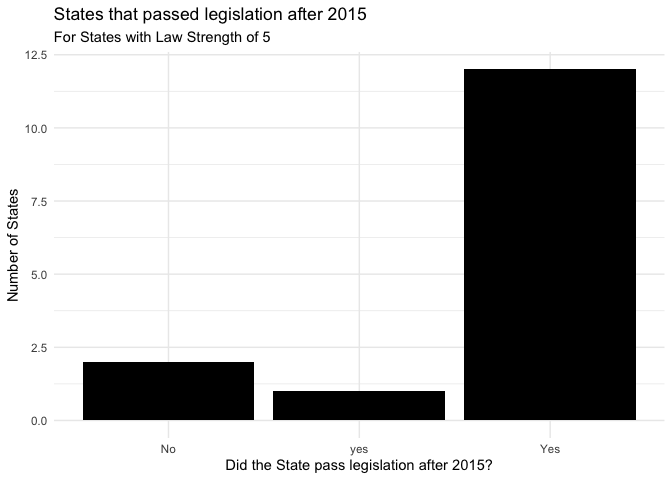 States that passed legislation after 2015
For States with Law Strength of 5
12.5
10.0
7.5
5.0
2.5
0.0
Number of States
No yes Yes
Did the State pass legislation after 2015?